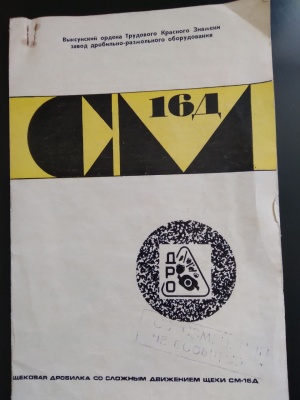 Выксунский ордена Трудового Красного Знамени
завод дробильно-размольного оборудования
СМ
16Д
ДРО
ЩЕКОВАЯ ДРОБИЛКА СО СЛОЖНЫМ ДВИЖЕНИЕМ ЩЕКИ СМ-16Д